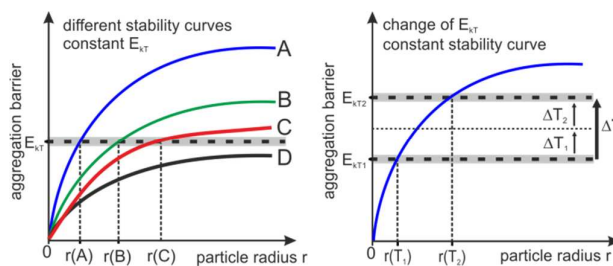 different stability curves
constant EkT
A
B
C
D
EkT
aggregation barrier
0
r(A)
r(B)
r(C)
particle radius r
change of EkT
constant stability curve
EkT2
ΔT2
ΔT1
EkT1
aggregation barrier
0
r(T1)
r(T2)
particle radius r